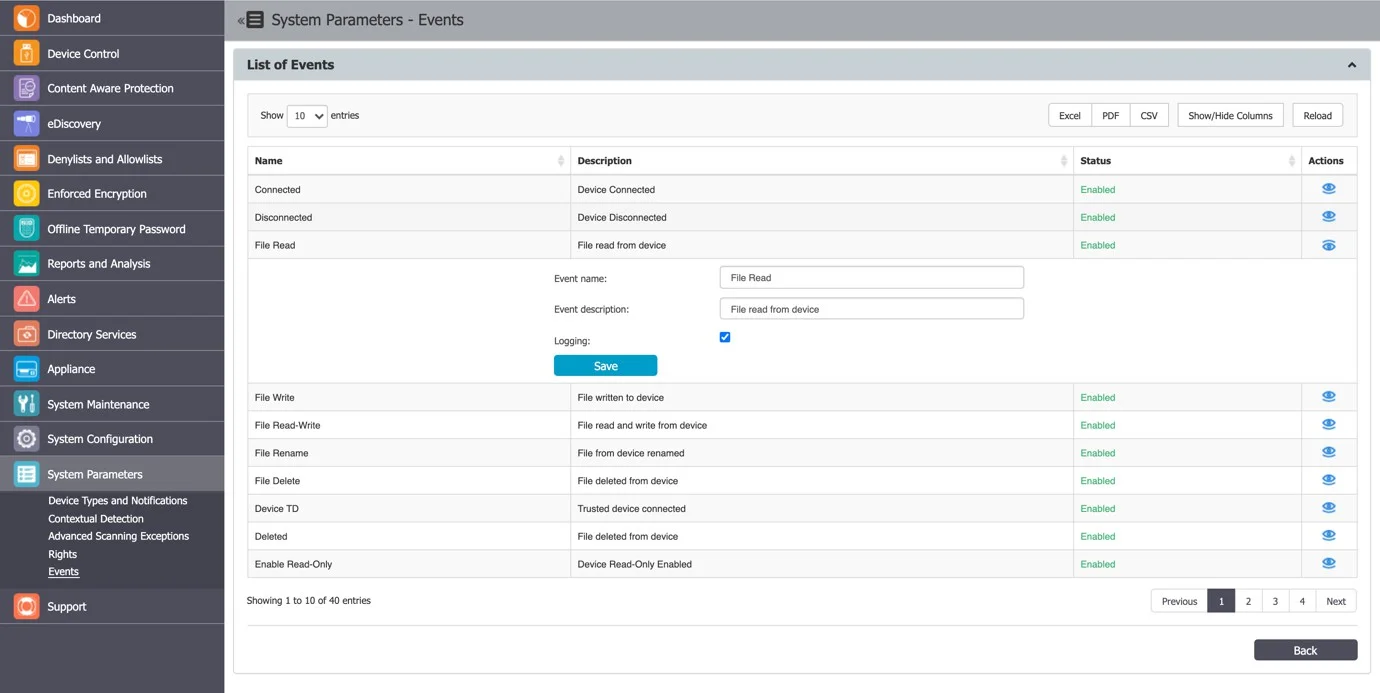 Dashboard
Device Control
Content Aware Protection
eDiscovery
Denylists and Allowlists
Enforced Encryption
Offline Temporary Password
Reports and Analysis
Alerts
Directory Services
Appliance
System Maintenance
System Configuration
System Parameters
Device Types and Notifications
Contextual Detection
Advanced Scanning Exceptions
Rights
Events
Support
System Parameters - Events
List of Events
Show 10 entries Excel PDF CSV Show/Hide Columns Reload
Name Description Status Actions
Connected Device Connected Enabled
Disconnected Device Disconnected Enabled
File Read File read from device Enabled
Event name: File Read
Event description: File read from device
Logging:
Save
File Write File written to device Enabled
File Read-Write File read and write from device Enabled
File Rename File from device renamed Enabled
File Delete File deleted from device Enabled
Device TD Trusted device connected Enabled
Deleted File deleted from device Enabled
Enable Read-Only Device Read-Only Enabled Enabled
Showing 1 to 10 of 40 entries Previous 1 2 3 4 Next
Back